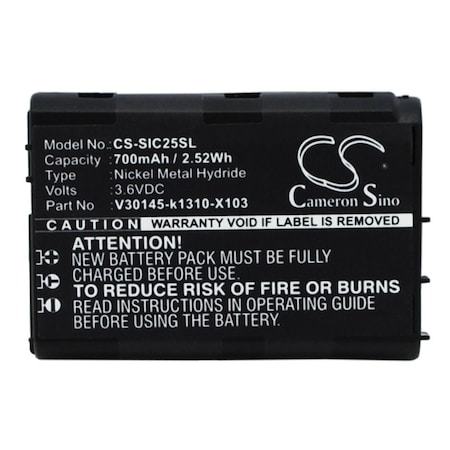 Model No.: CS-SIC25SL
Capacity : 700mAh / 2.52Wh
Type : Nickel Metal Hydride
Volts : 3.6VDC
Part No. : V30145-k1310-X103
CS
Cameron Sino
CAUTION WARRANTY VOID IF LABEL IS REMOVED
ATTENTION!
NEW BATTERY PACK MUST BE CHARGED BEFORE USE
TO REDUCE RISK OF FIRE OR BURNS
READ INSTRUCTIONS IN OPERATING GUIDE
BEFORE USING BATTERY.